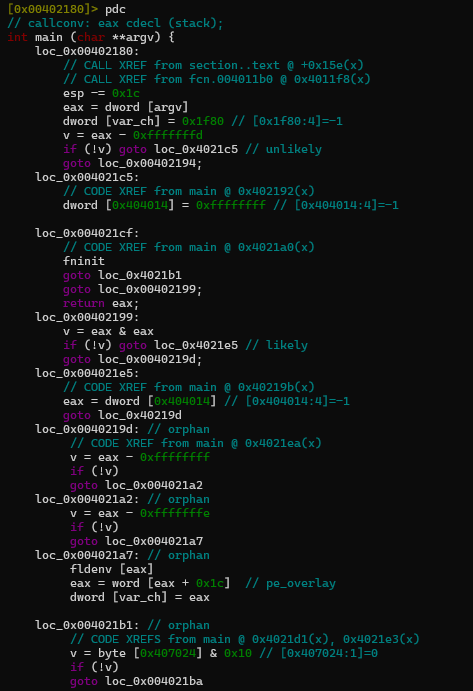 [0x00402180]> pdc
// callconv: eax cdecl (stack);
int main (char **argv) {
    loc_0x00402180:
        // CALL XREF from section..text @ +0x15e(x)
        // CALL XREF from fcn.004011b0 @ 0x4011f8(x)
        esp -= 0x1c
        eax = dword [argv]
        dword [var_ch] = 0x1f80 // [0x1f80:4]=-1
        v = eax - 0xfffffffd
        if (!v) goto loc_0x4021c5 // unlikely
        goto loc_0x00402194;
    loc_0x004021c5:
        // CODE XREF from main @ 0x402192(x)
        dword [0x404014] = 0xffffffff // [0x404014:4]=-1

    loc_0x004021cf:
        // CODE XREF from main @ 0x4021a0(x)
        fninit
        goto loc_0x4021b1
        goto loc_0x00402199;
        return eax;
    loc_0x00402199:
        v = eax & eax
        if (!v) goto loc_0x4021e5 // likely
        goto loc_0x0040219d;
    loc_0x004021e5:
        // CODE XREF from main @ 0x40219b(x)
        eax = dword [0x404014] // [0x404014:4]=-1
        goto loc_0x40219d
    loc_0x0040219d: // orphan
         // CODE XREF from main @ 0x4021ea(x)
         v = eax - 0xffffffff
         if (!v)
         goto loc_0x004021a2
    loc_0x004021a2: // orphan
         v = eax - 0xfffffffe
         if (!v)
         goto loc_0x004021a7
    loc_0x004021a7: // orphan
         fldenv [eax]
         eax = word [eax + 0x1c]  // pe_overlay
         dword [var_ch] = eax

    loc_0x004021b1: // orphan
         // CODE XREFS from main @ 0x4021d1(x), 0x4021e3(x)
         v = byte [0x407024] & 0x10 // [0x407024:1]=0
         if (!v)
         goto loc_0x004021ba